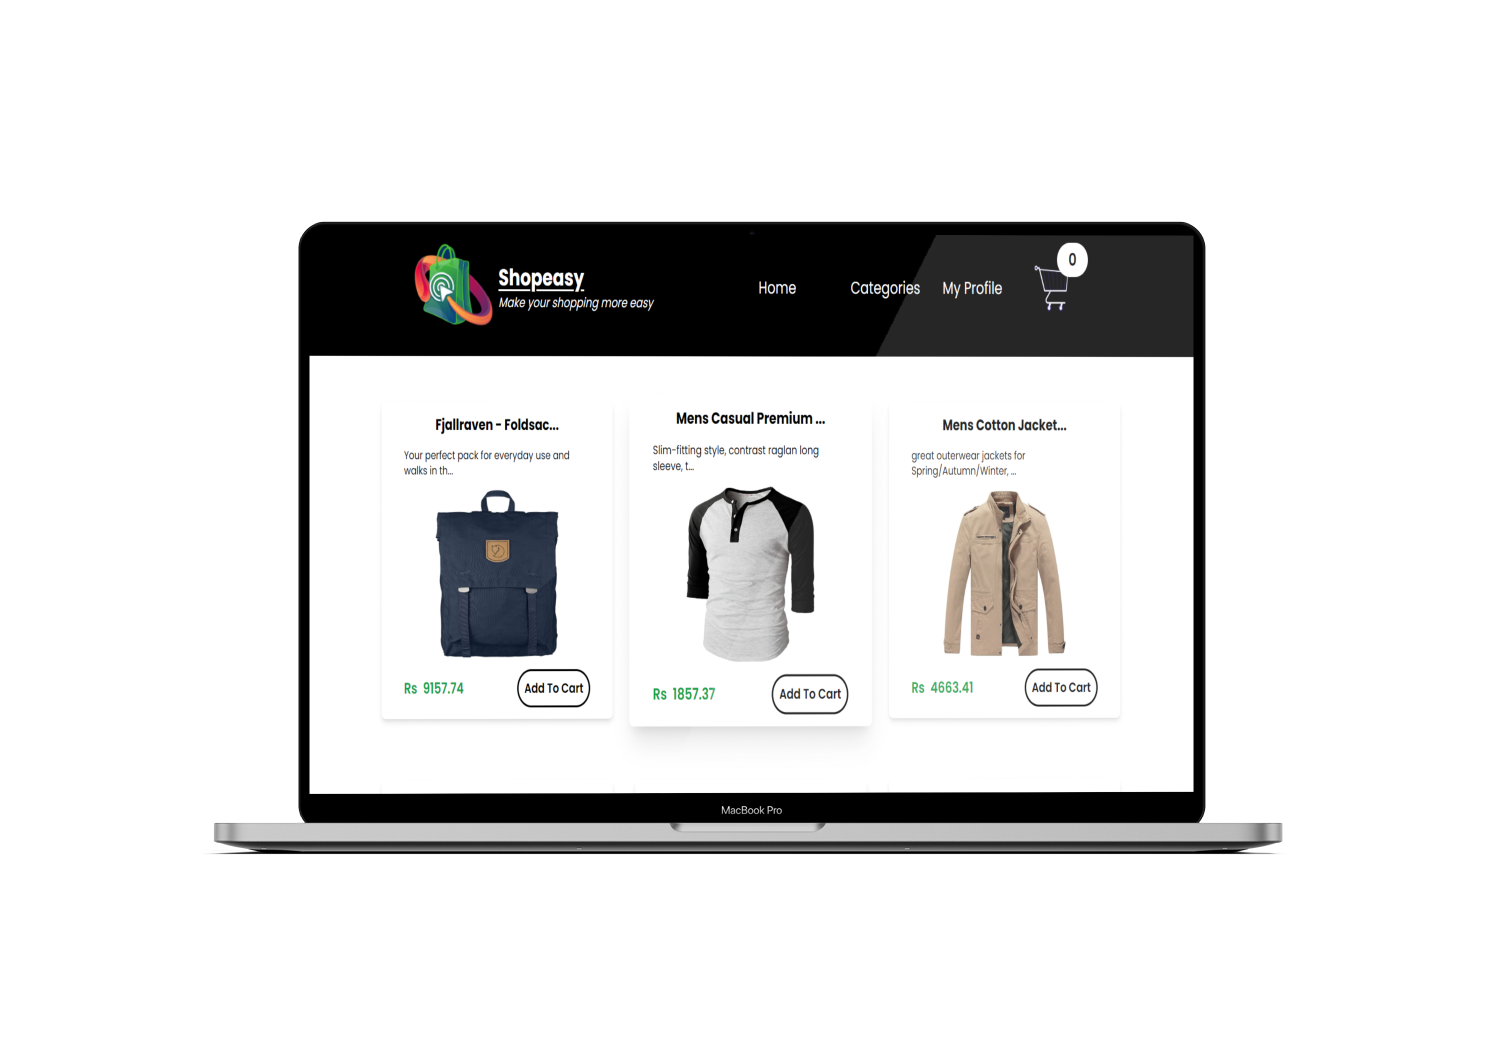 Shopeasy
Make your shopping more easy
Home
Categories
My Profile
0
Fjallraven - Foldsac...
Your perfect pack for everyday use and
walks in th...
Rs 9157.74
Add To Cart
Mens Casual Premium ...
Slim-fitting style, contrast raglan long
sleeve, t...
Rs 1857.37
Add To Cart
Mens Cotton Jacket...
great outerwear jackets for
Spring/Autumn/Winter, ...
Rs 4663.41
Add To Cart
MacBook Pro